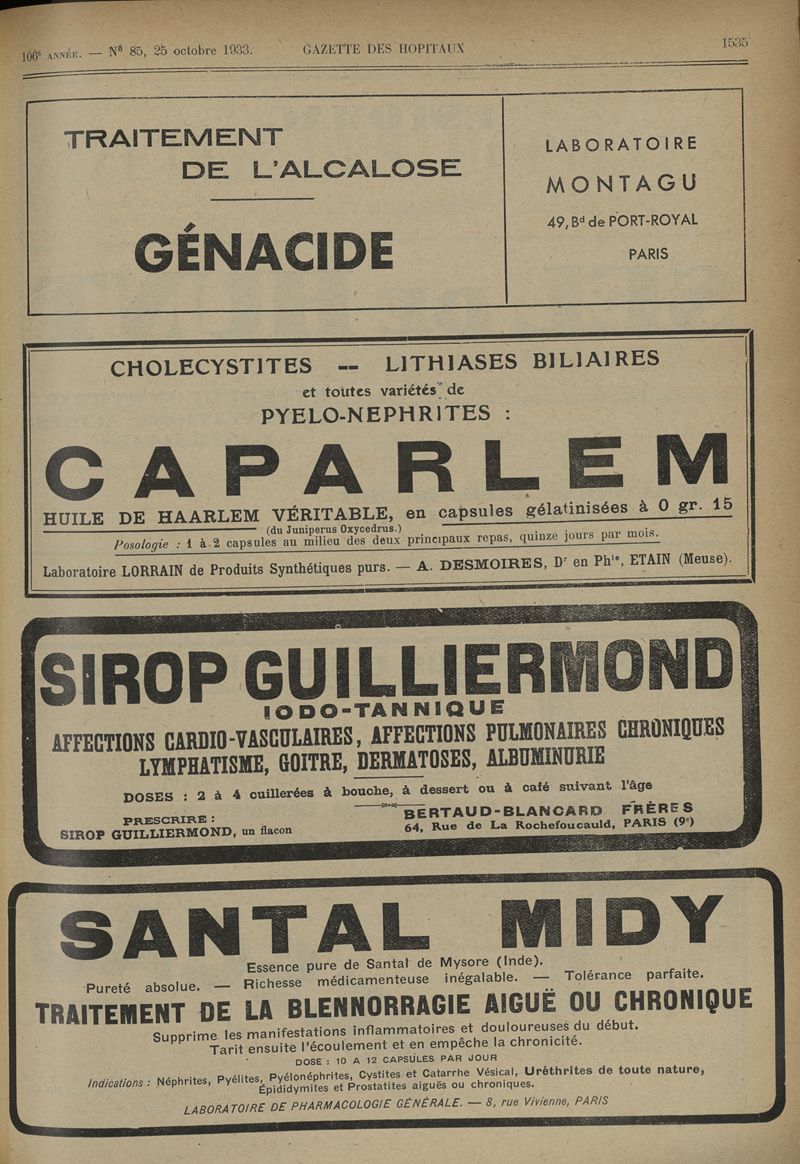 106e ANNÉE. — No 85, 25 octobre 1933. GAZETTE DES HOPITAUX 1535
TRAITEMENT
DE L'ALCALOSE
GÉNACIDE
LABORATOIRE
MONTAGU
49, Bd de PORT-ROYAL
PARIS
CHOLECYSTITES -- LITHIASES BILIAIRES
et toutes variétés de
PYELO-NEPHRITES :
CAPARLEM
HUILE DE HAARLEM VÉRITABLE, en capsules gélatinisées à 0 gr. 15
(du Juniperus Oxycedrus.)
Posologie : 1 à 2 capsules au milieu des deux principaux repas, quinze jours par mois.
Laboratoire LORRAIN de Produits Synthétiques purs. — A. DESMOIRES, Dr en Phie, ETAIN (Meuse).
SIROP GUILLIERMOND
IODO-TANNIQUE
AFFECTIONS CARDIO-VASCULAIRES, AFFECTIONS PULMONAIRES CHRONIQUES
LYMPHATISME, GOITRE, DERMATOSES, ALBUMINURIE
DOSES : 2 à 4 cuillerées à bouche, à dessert ou à café suivant l'âge
PRESCRIRE :
SIROP GUILLIERMOND, un flacon
BERTAUD-BLANCARD FRÈRES
64, Rue de La Rochefoucauld, PARIS (9e)
SANTAL MIDY
Essence pure de Santal de Mysore (Inde).
Pureté absolue. — Richesse médicamenteuse inégalable. — Tolérance parfaite.
TRAITEMENT DE LA BLENNORRAGIE AIGUË OU CHRONIQUE
Supprime les manifestations inflammatoires et douloureuses du début.
Tarit ensuite l'écoulement et en empêche la chronicité.
DOSE : 10 A 12 CAPSULES PAR JOUR
Indications : Néphrites, Pyélites, Pyélonéphrites, Cystites et Catarrhe Vésical, Uréthrites de toute nature,
Épididymites et Prostatites aiguës ou chroniques.
LABORATOIRE DE PHARMACOLOGIE GÉNÉRALE. — 8, rue Vivienne, PARIS